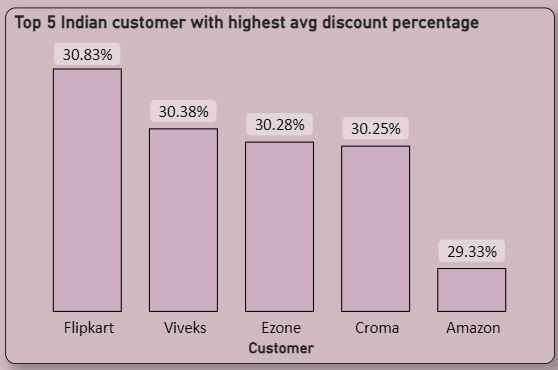 Top 5 Indian customer with highest avg discount percentage
30.83%
30.38%
30.28%
30.25%
29.33%
Flipkart Viveks Ezone Croma Amazon
Customer